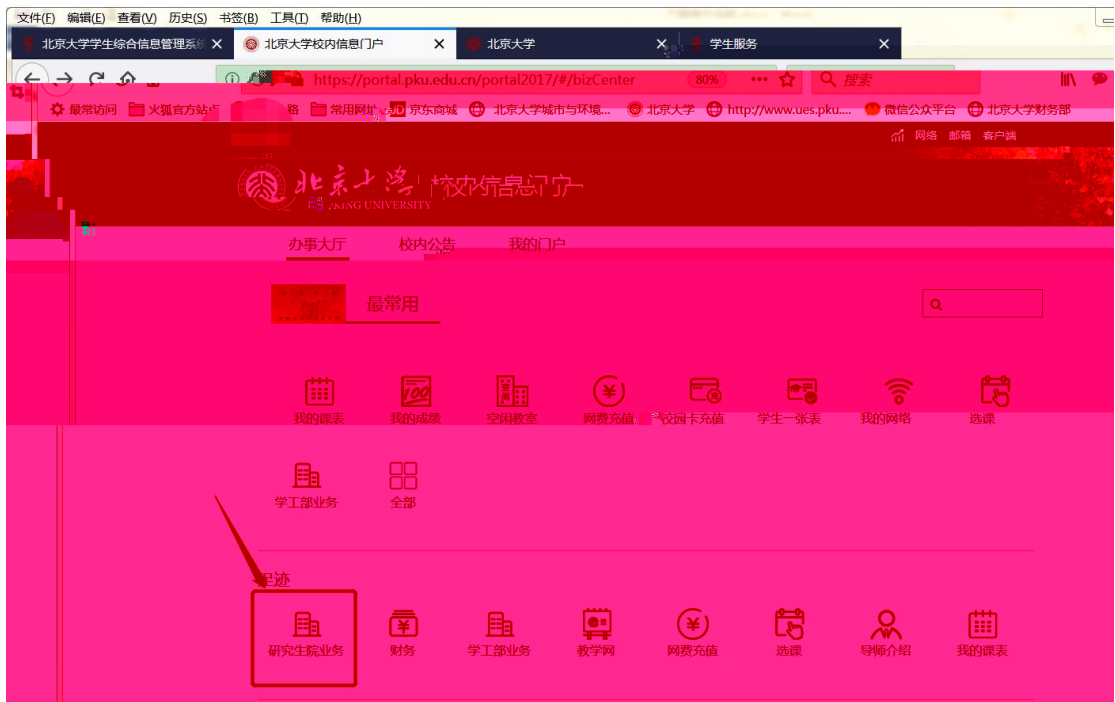 文件(F) 编辑(E) 查看(V) 历史(S) 书签(B) 工具(T) 帮助(H)
北京大学学生综合信息管理系统 北京大学校内信息门户 北京大学 学生服务
https://portal.pku.edu.cn/portal2017/#/bizCenter 80% 搜索
最常访问 火狐官方站点 常用网址 JD 京东商城 北京大学城市与环境... 北京大学 http://www.ues.pku.... 微信公众平台 北京大学财务部
网络 邮箱 客户端
北京大学 校内信息门户
PEKING UNIVERSITY
办事大厅 校内公告 我的门户
最常用
我的课表 我的成绩 空闲教室 网费充值 校园卡充值 学生一张表 我的网络 选课
学工部业务 全部
足迹
研究生院业务 财务 学工部业务 教学网 网费充值 选课 导师介绍 我的课表